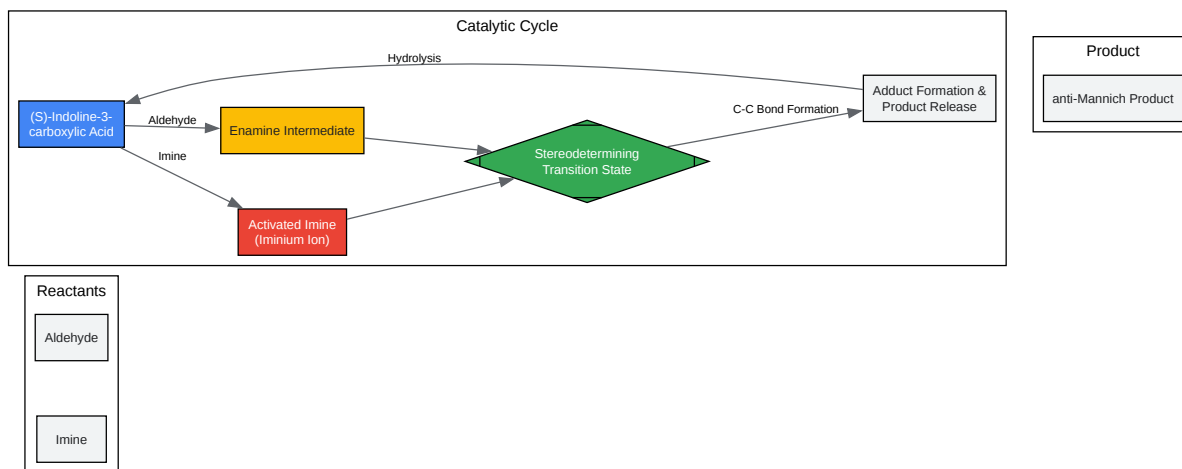 Catalytic Cycle
Product
Hydrolysis
(S)-Indoline-3-
carboxylic Acid
Aldehyde
Enamine Intermediate
Imine
Activated Imine
(Iminium Ion)
Stereodetermining
Transition State
C-C Bond Formation
Adduct Formation &
Product Release
anti-Mannich Product
Reactants
Aldehyde
Imine